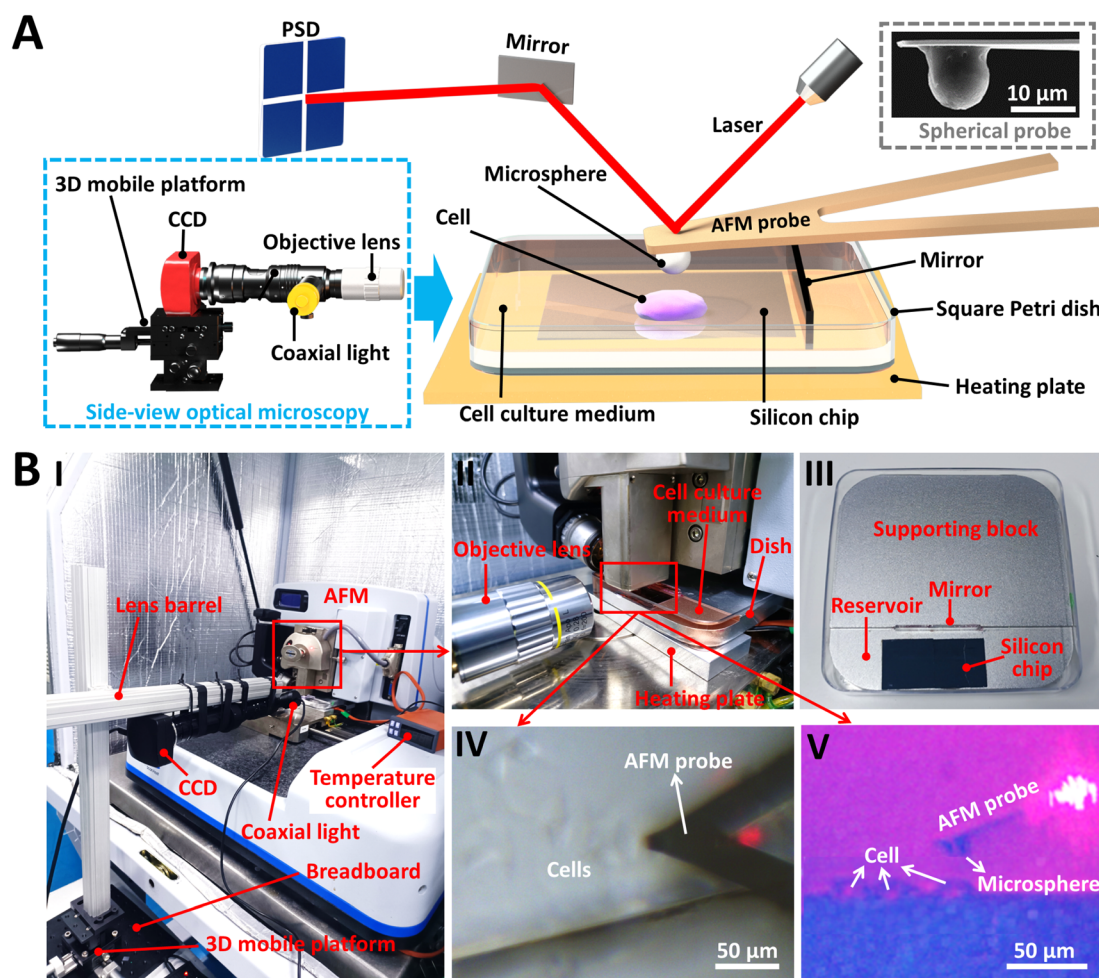 A
PSD
Mirror
Laser
10 µm
Spherical probe
3D mobile platform
CCD
Objective lens
Coaxial light
Side-view optical microscopy
Microsphere
Cell
AFM probe
Mirror
Square Petri dish
Heating plate
Cell culture medium
Silicon chip
B
I
Lens barrel
AFM
CCD
Temperature
controller
Coaxial light
Breadboard
3D mobile platform
II
Cell culture
medium
Objective lens
Dish
Heating plate
III
Supporting block
Mirror
Reservoir
Silicon
chip
IV
AFM probe
Cells
50 µm
V
AFM probe
Cell
Microsphere
50 µm